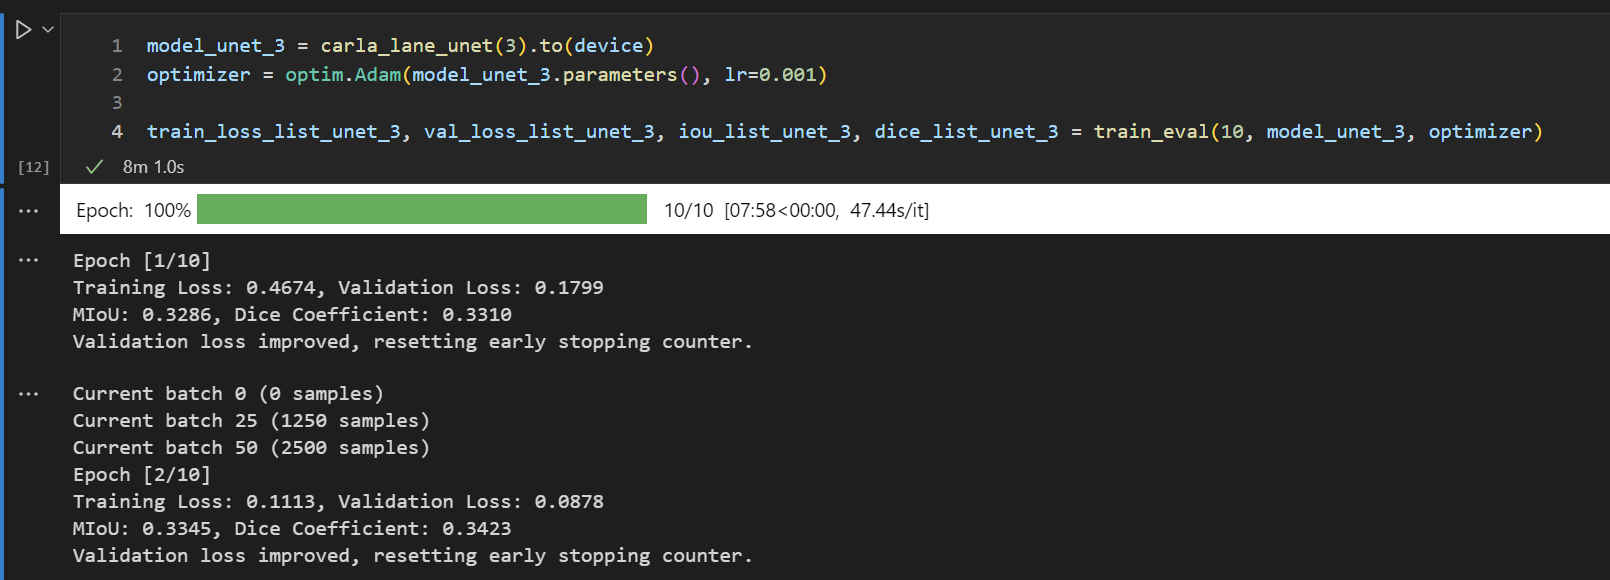 1 model_unet_3 = carla_lane_unet(3).to(device)
2 optimizer = optim.Adam(model_unet_3.parameters(), lr=0.001)
3
4 train_loss_list_unet_3, val_loss_list_unet_3, iou_list_unet_3, dice_list_unet_3 = train_eval(10, model_unet_3, optimizer)
[12] 8m 1.0s
Epoch: 100% 10/10 [07:58<00:00, 47.44s/it]
Epoch [1/10]
Training Loss: 0.4674, Validation Loss: 0.1799
MIoU: 0.3286, Dice Coefficient: 0.3310
Validation loss improved, resetting early stopping counter.
Current batch 0 (0 samples)
Current batch 25 (1250 samples)
Current batch 50 (2500 samples)
Epoch [2/10]
Training Loss: 0.1113, Validation Loss: 0.0878
MIoU: 0.3345, Dice Coefficient: 0.3423
Validation loss improved, resetting early stopping counter.